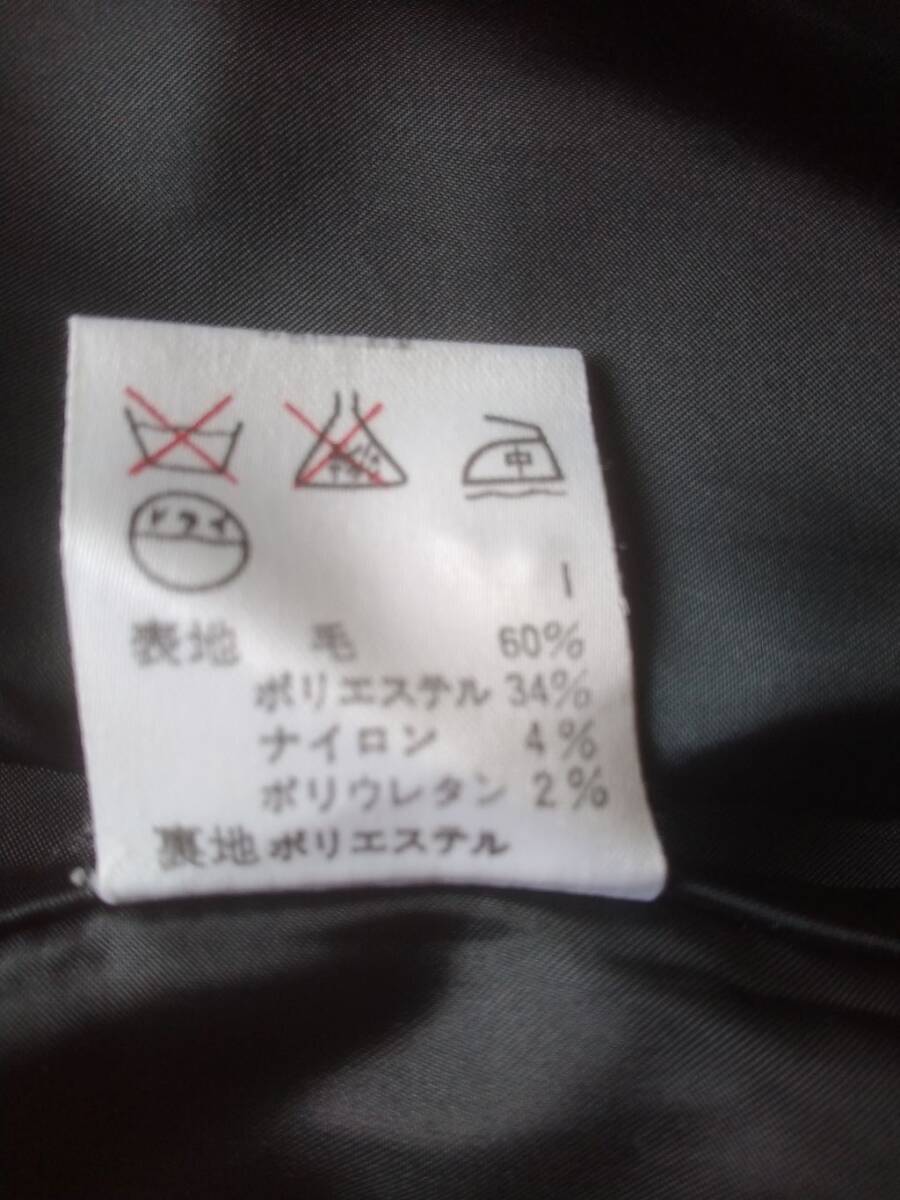 中
ドライ
I
表地 毛 60%
ポリエステル 34%
ナイロン 4%
ポリウレタン 2%
裏地 ポリエステル